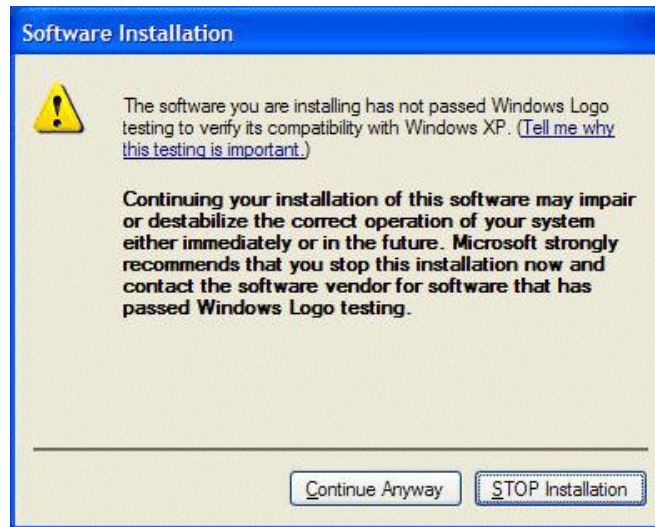 Software Installation
The software you are installing has not passed Windows Logo
testing to verify its compatibility with Windows XP. (Tell me why
this testing is important.)
Continuing your installation of this software may impair
or destabilize the correct operation of your system
either immediately or in the future. Microsoft strongly
recommends that you stop this installation now and
contact the software vendor for software that has
passed Windows Logo testing.
Continue Anyway
STOP Installation